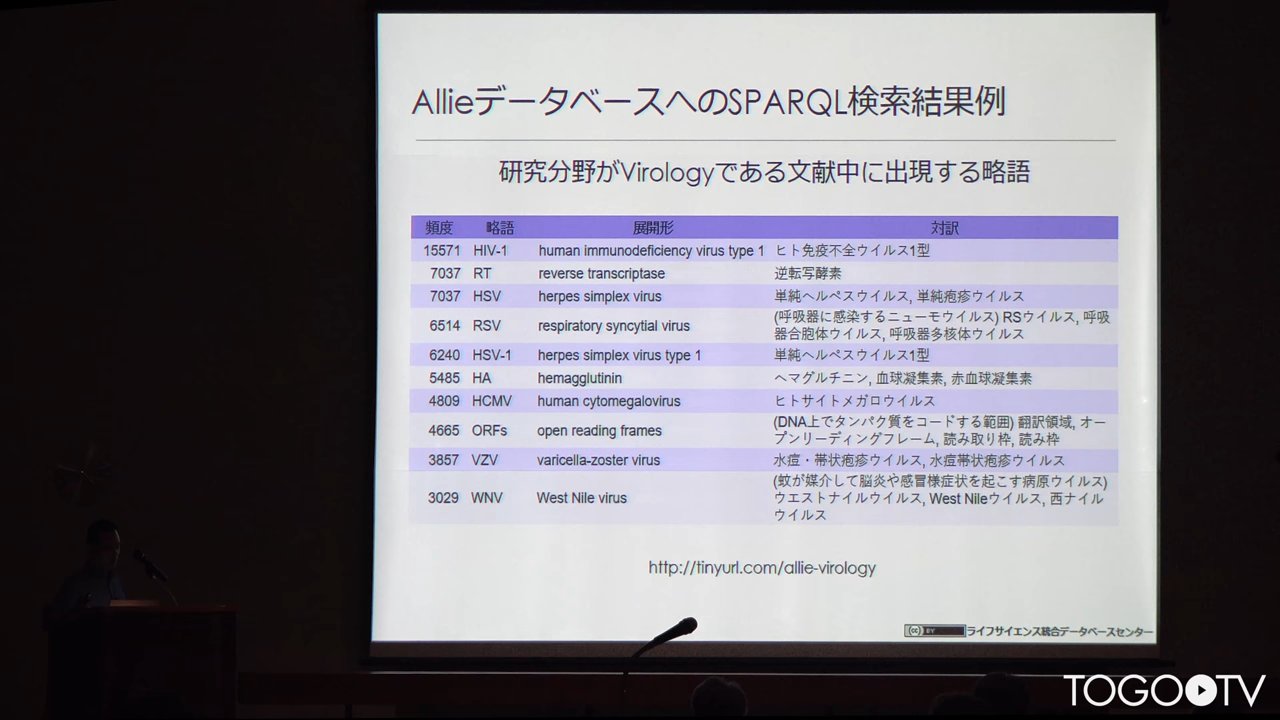 AllieデータベースへのSPARQL検索結果例
研究分野がVirologyである文献中に出現する略語
頻度 略語 展開形 対訳
15571 HIV-1 human immunodeficiency virus type 1 ヒト免疫不全ウイルス1型
7037 RT reverse transcriptase 逆転写酵素
7037 HSV herpes simplex virus 単純ヘルペスウイルス, 単純疱疹ウイルス
6514 RSV respiratory syncytial virus (呼吸器に感染するニューモウイルス) RSウイルス, 呼吸
器合胞体ウイルス, 呼吸器多核体ウイルス
6240 HSV-1 herpes simplex virus type 1 単純ヘルペスウイルス1型
5485 HA hemagglutinin ヘマグルチニン, 血球凝集素, 赤血球凝集素
4809 HCMV human cytomegalovirus ヒトサイトメガロウイルス
4665 ORFs open reading frames (DNA上でタンパク質をコードする範囲) 翻訳領域, オー
プンリーディングフレーム, 読み取り枠, 読み枠
3857 VZV varicella-zoster virus 水痘・帯状疱疹ウイルス, 水痘帯状疱疹ウイルス
3029 WNV West Nile virus (蚊が媒介して脳炎や感冒様症状を起こす病原ウイルス)
ウエストナイルウイルス, West Nileウイルス, 西ナイル
ウイルス
http://tinyurl.com/allie-virology
cc BY ライフサイエンス統合データベースセンター
TOGOTV